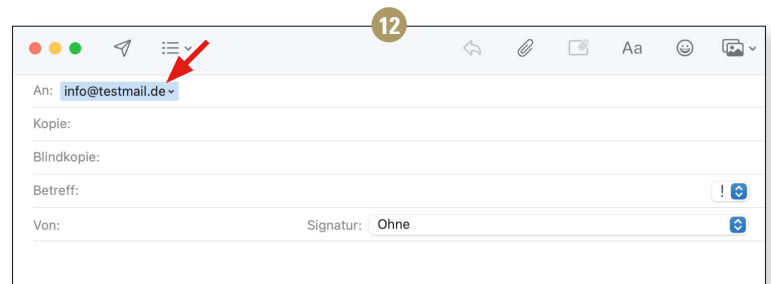 12
Aa
An: info@testmail.de
Kopie:
Blindkopie:
Betreff: !
Von: Signatur: Ohne